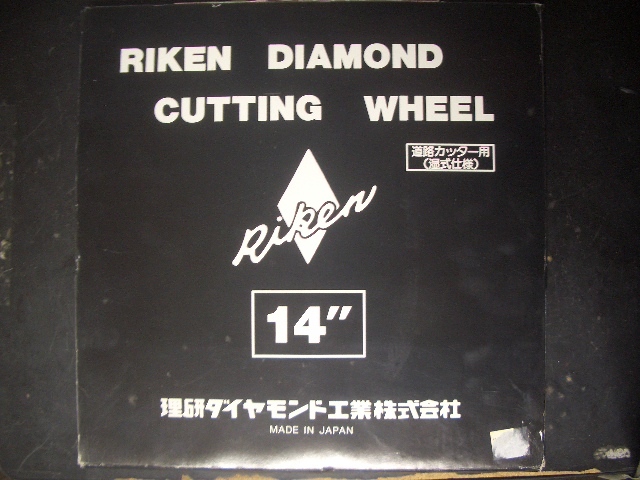 RIKEN DIAMOND
CUTTING WHEEL
道路カッター用
(湿式仕様)
Riken
14"
理研ダイヤモンド工業株式会社
MADE IN JAPAN